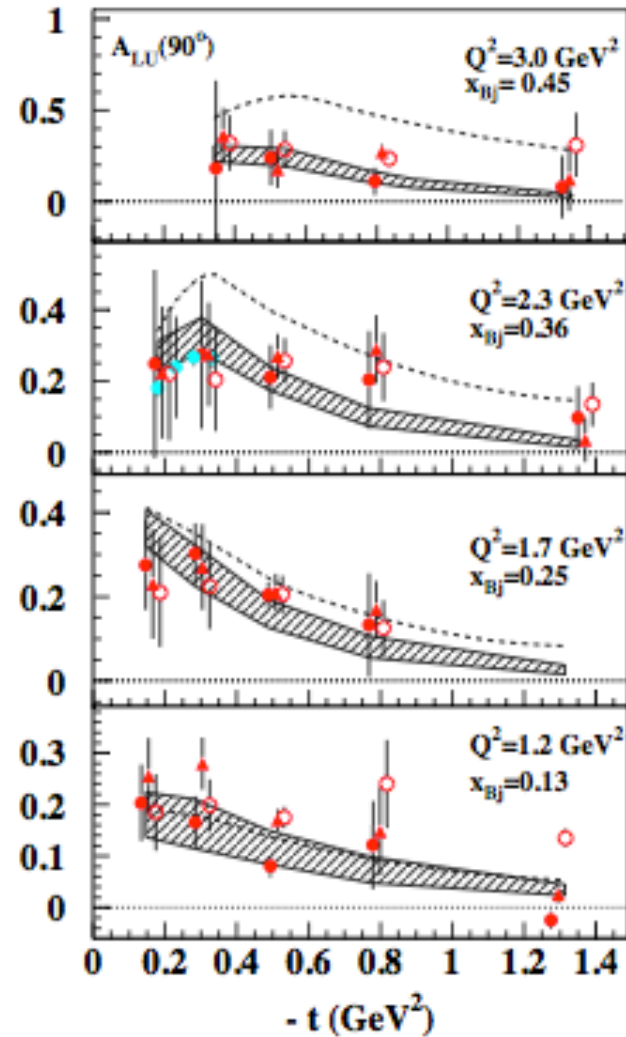 A_LU(90°)
Q²=3.0 GeV²
x_Bj= 0.45
1
0.5
0
Q²=2.3 GeV²
x_Bj=0.36
0.4
0.2
0
Q²=1.7 GeV²
x_Bj=0.25
0.4
0.2
0
Q²=1.2 GeV²
x_Bj=0.13
0.3
0.2
0.1
0
0 0.2 0.4 0.6 0.8 1 1.2 1.4
- t (GeV²)